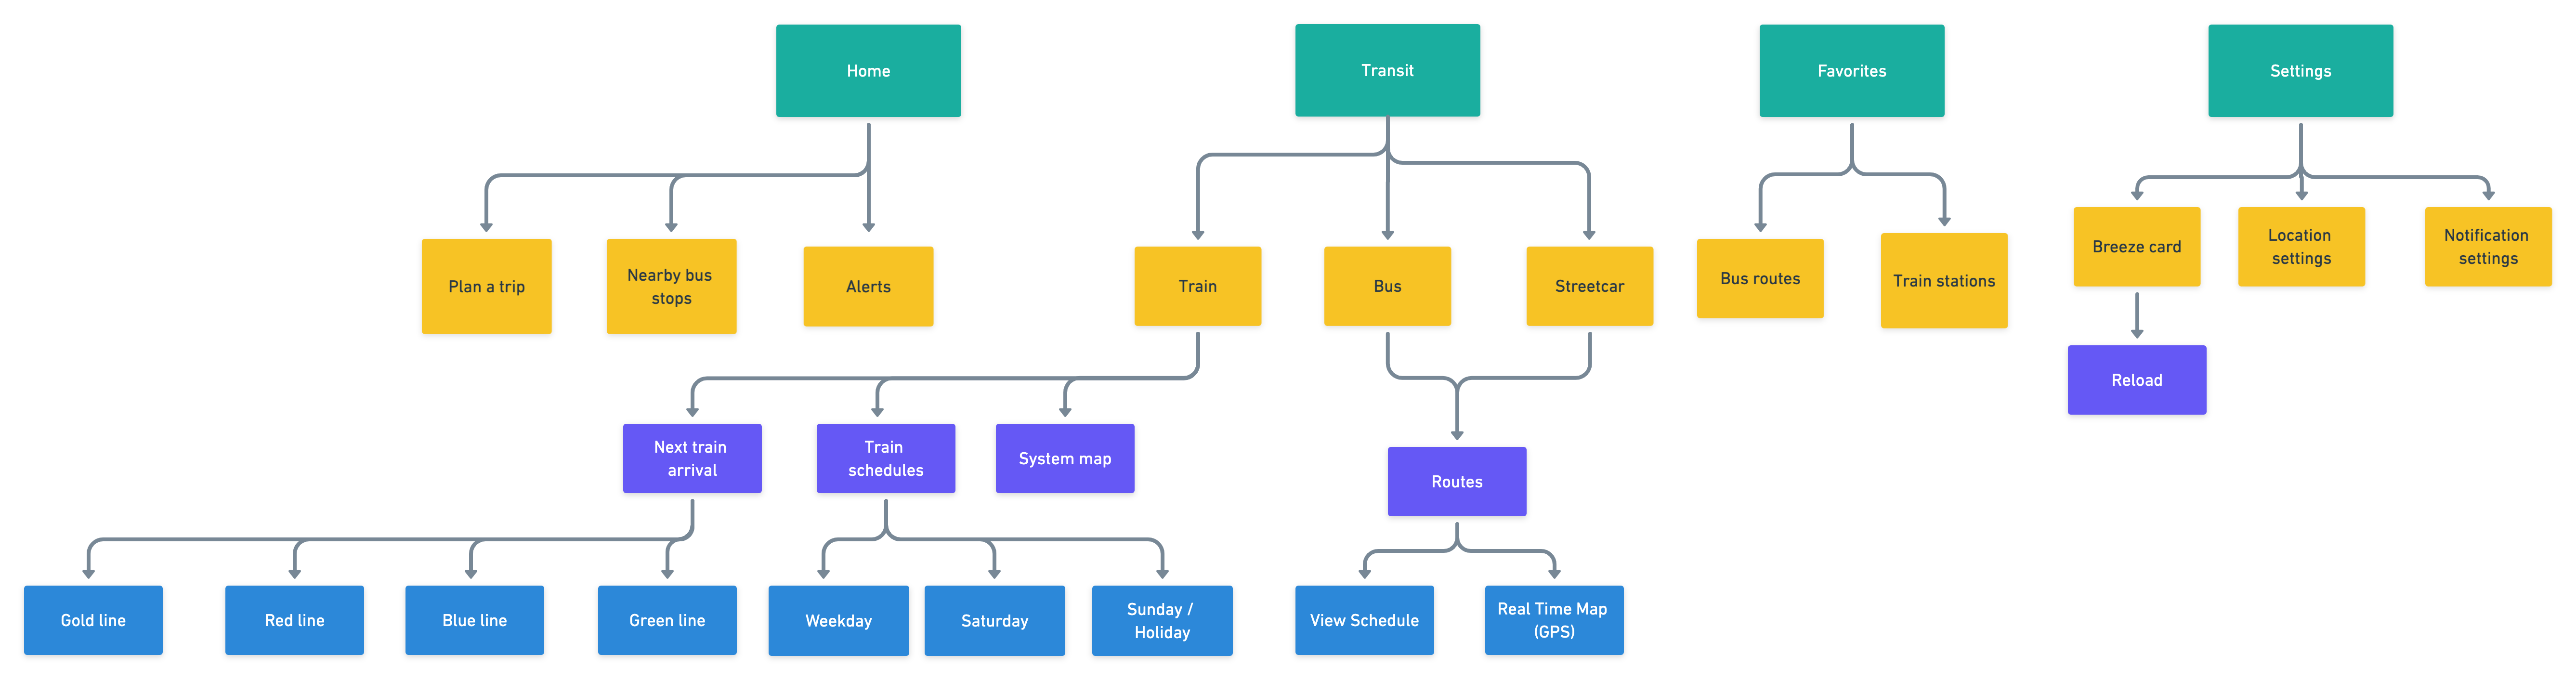 Home
Transit
Favorites
Settings
Plan a trip
Nearby bus
stops
Alerts
Train
Bus
Streetcar
Bus routes
Train stations
Breeze card
Location
settings
Notification
settings
Reload
Next train
arrival
Train
schedules
System map
Routes
Gold line
Red line
Blue line
Green line
Weekday
Saturday
Sunday /
Holiday
View Schedule
Real Time Map
(GPS)